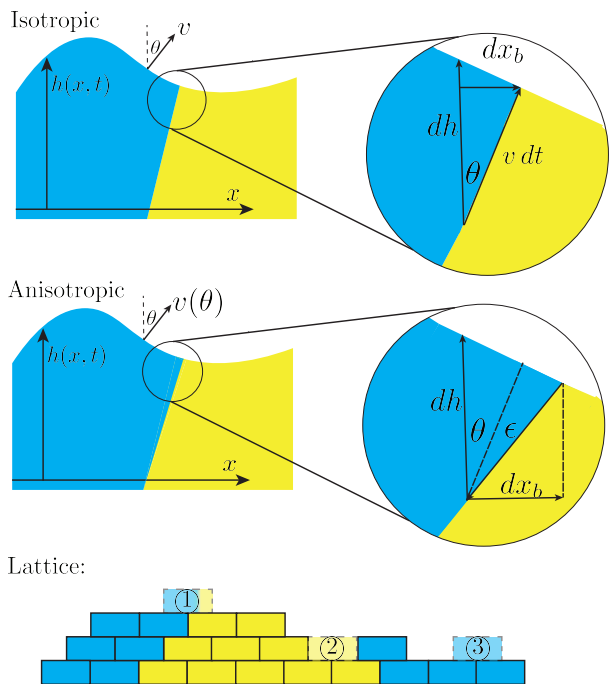 Isotropic
θ v
h(x, t)
x
dx_b
dh
v dt
θ
Anisotropic
θ v(θ)
h(x, t)
x
dh
θ ϵ
dx_b
Lattice:
1
2 3